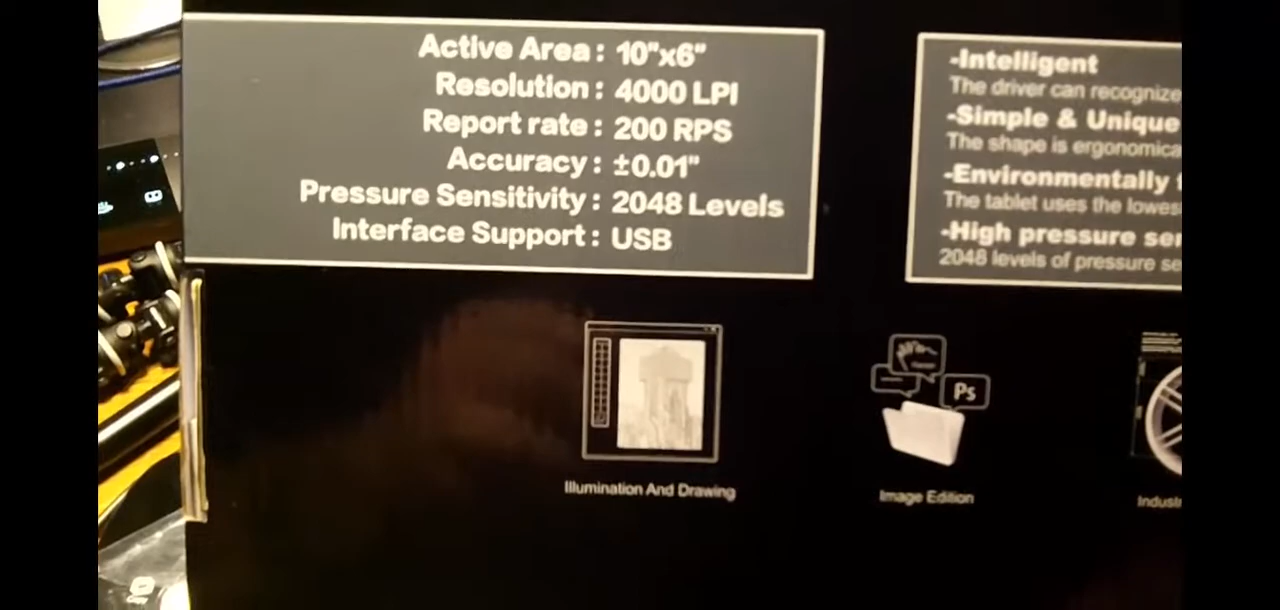 Active Area : 10"x6"
Resolution : 4000 LPI
Report rate : 200 RPS
Accuracy : ±0.01"
Pressure Sensitivity : 2048 Levels
Interface Support : USB
-Intelligent
The driver can recognize
-Simple & Unique
The shape is ergonomica
-Environmentally
The tablet uses the lowes
-High pressure ser
2048 levels of pressure se
Ps
Illumination And Drawing
Image Edition
Indust